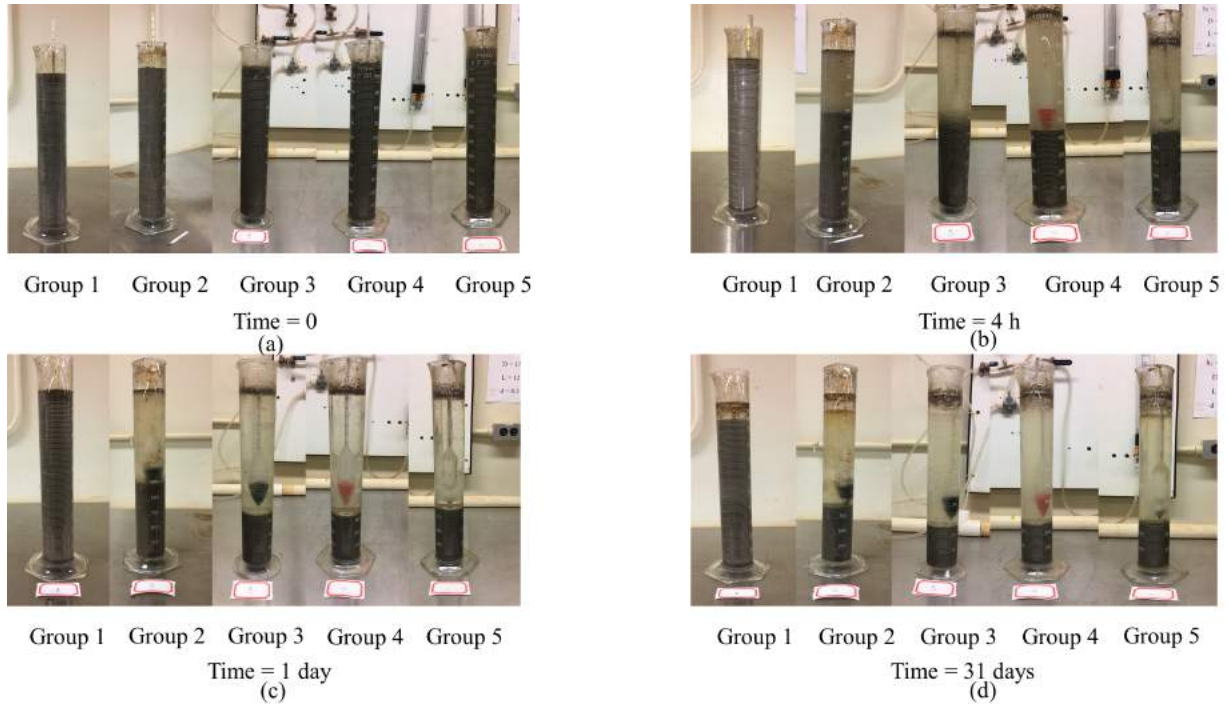 Group 1 Group 2 Group 3 Group 4 Group 5
Time = 0
(a)
Group 1 Group 2 Group 3 Group 4 Group 5
Time = 4 h
(b)
Group 1 Group 2 Group 3 Group 4 Group 5
Time = 1 day
(c)
Group 1 Group 2 Group 3 Group 4 Group 5
Time = 31 days
(d)